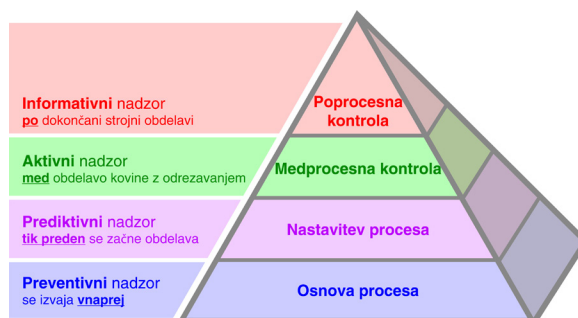 Informativni nadzor
po dokončani strojni obdelavi
Poprocesna
kontrola
Aktivni nadzor
med obdelavo kovine z odrezavanjem
Medprocesna kontrola
Prediktivni nadzor
tik preden se začne obdelava
Nastavitev procesa
Preventivni nadzor
se izvaja vnaprej
Osnova procesa